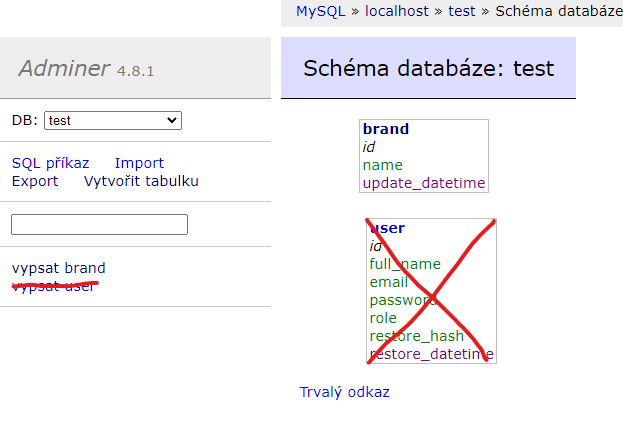 MySQL » localhost » test » Schéma databáze
Adminer 4.8.1
Schéma databáze: test
DB: test
SQL příkaz Import
Export Vytvořit tabulku
vypsat brand
vypsat user
brand
id
name
update_datetime
user
id
full_name
email
password
role
restore_hash
restore_datetime
Trvalý odkaz